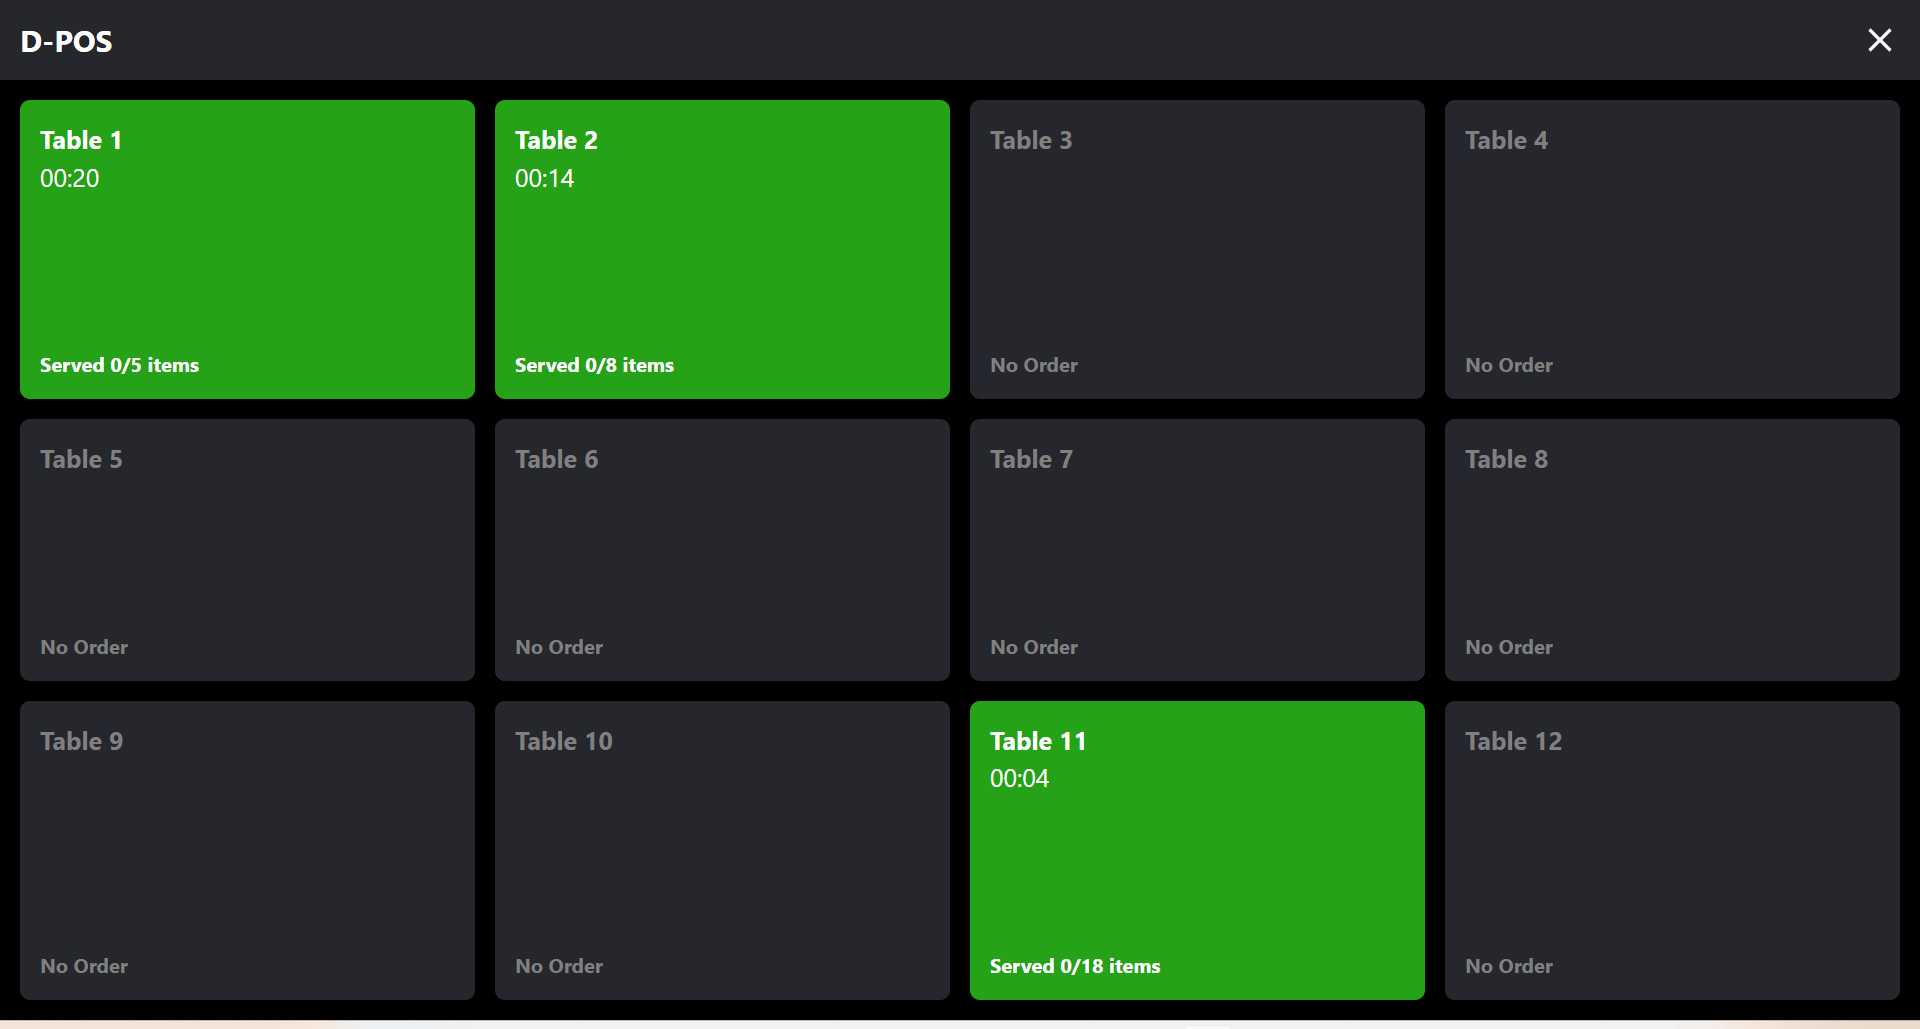 D-POS
Table 1
00:20
Served 0/5 items
Table 2
00:14
Served 0/8 items
Table 3
No Order
Table 4
No Order
Table 5
No Order
Table 6
No Order
Table 7
No Order
Table 8
No Order
Table 9
No Order
Table 10
No Order
Table 11
00:04
Served 0/18 items
Table 12
No Order